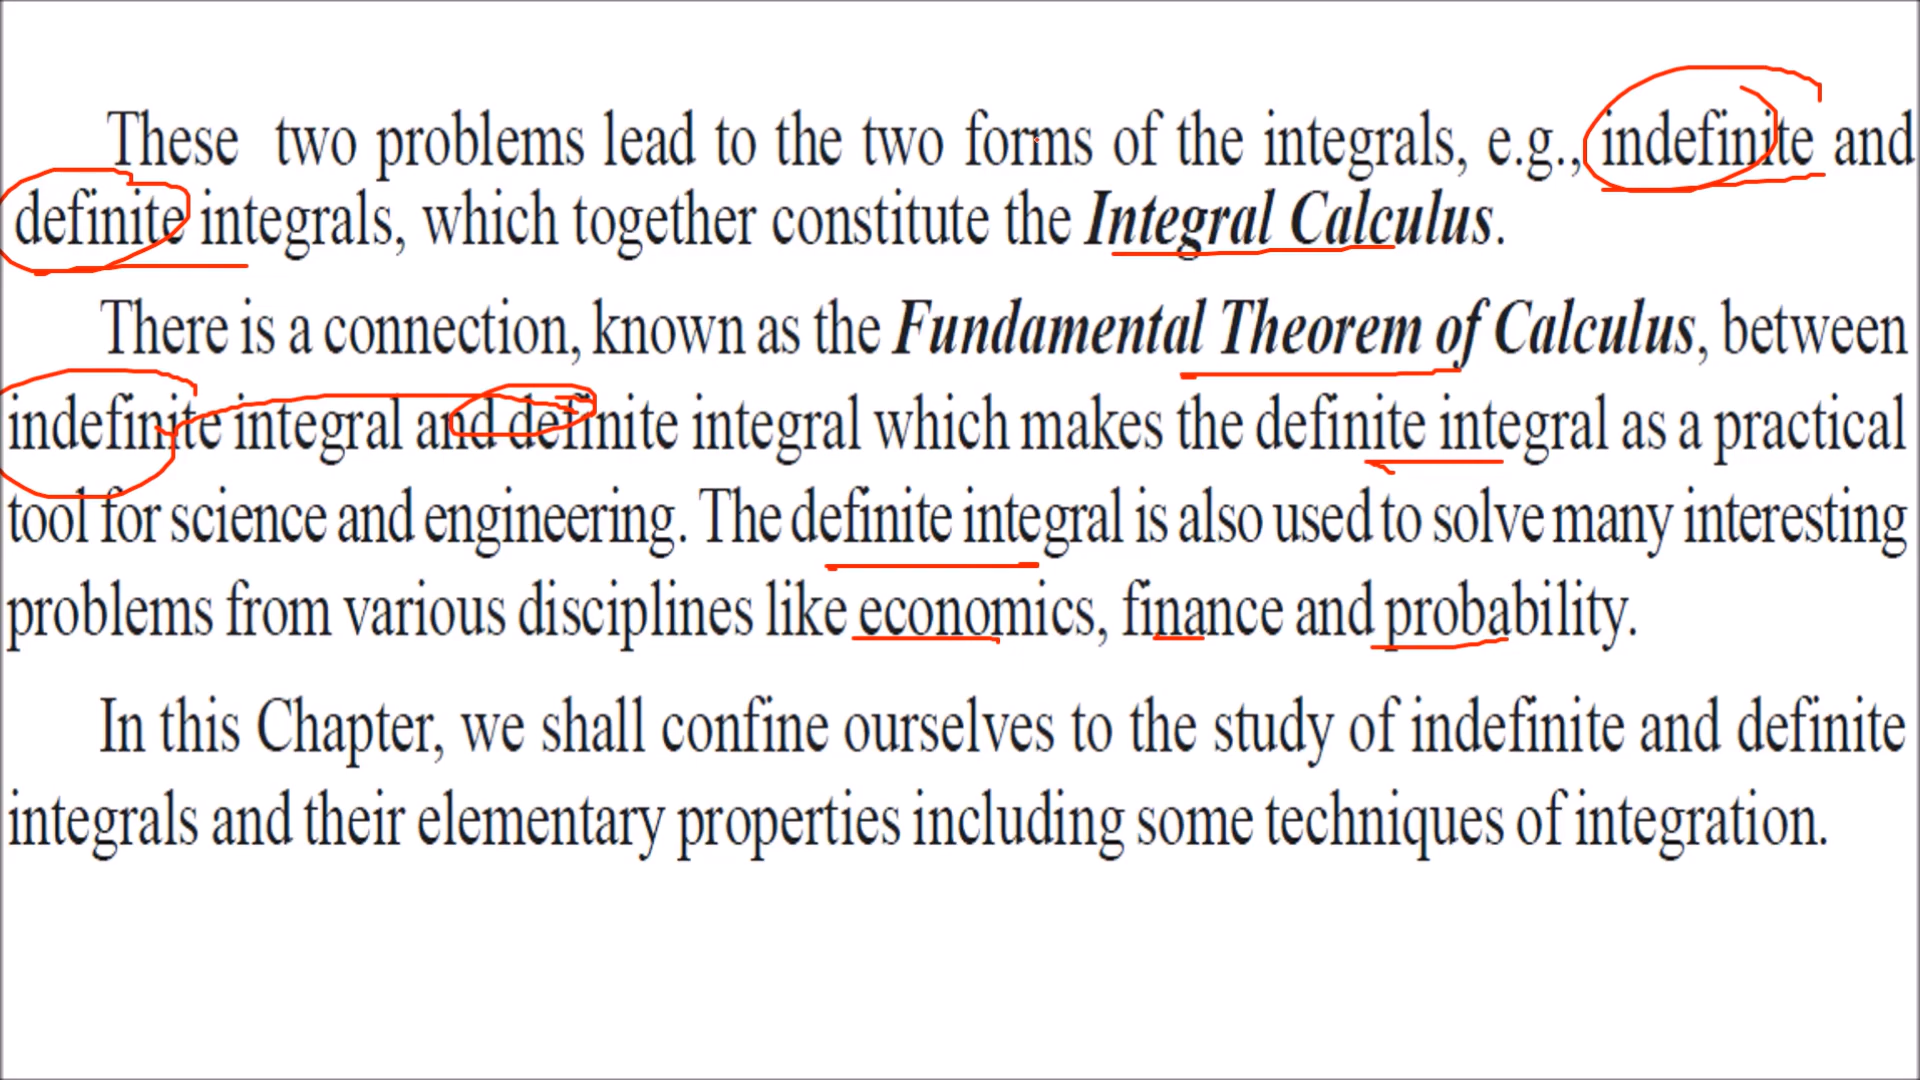 These two problems lead to the two forms of the integrals, e.g., indefinite and
definite integrals, which together constitute the Integral Calculus.
There is a connection, known as the Fundamental Theorem of Calculus, between
indefinite integral and definite integral which makes the definite integral as a practical
tool for science and engineering. The definite integral is also used to solve many interesting
problems from various disciplines like economics, finance and probability.
In this Chapter, we shall confine ourselves to the study of indefinite and definite
integrals and their elementary properties including some techniques of integration.